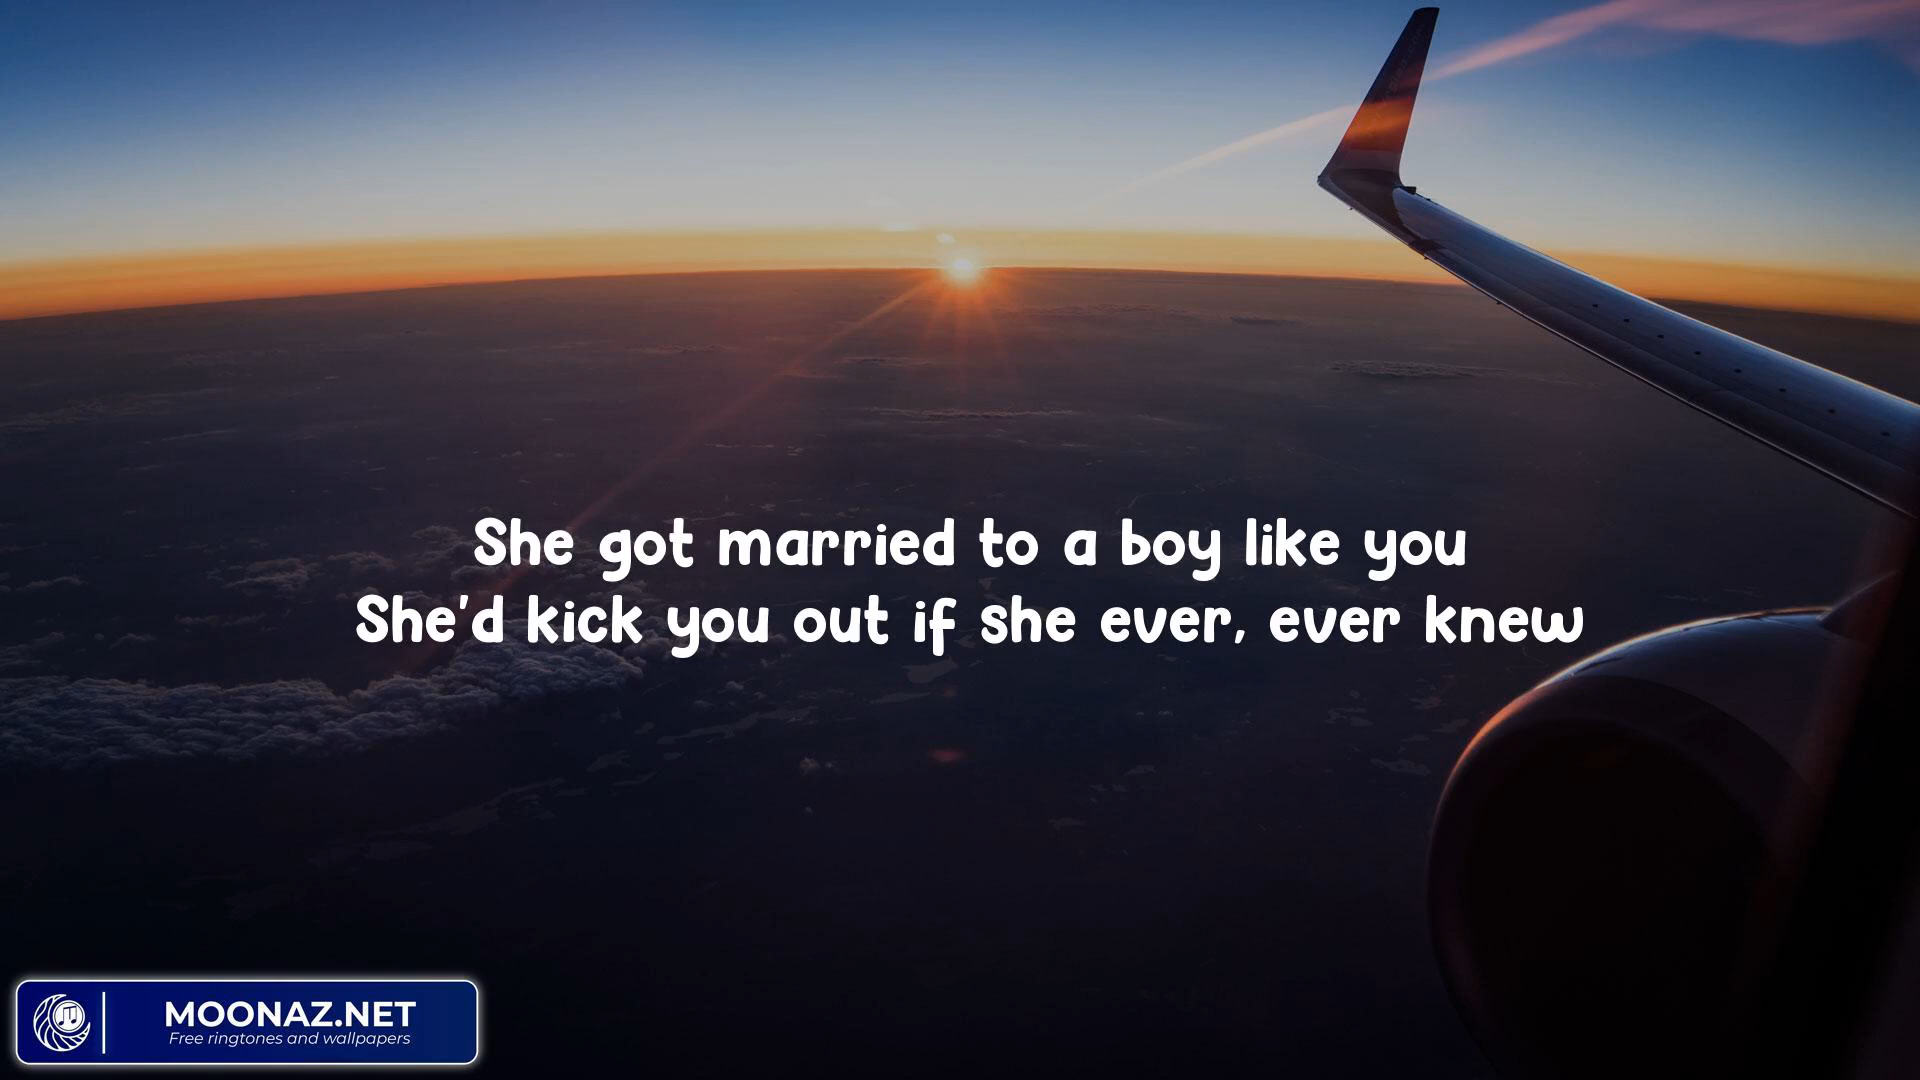 She got married to a boy like you
She'd kick you out if she ever, ever knew
MOONAZ.NET
Free ringtones and wallpapers